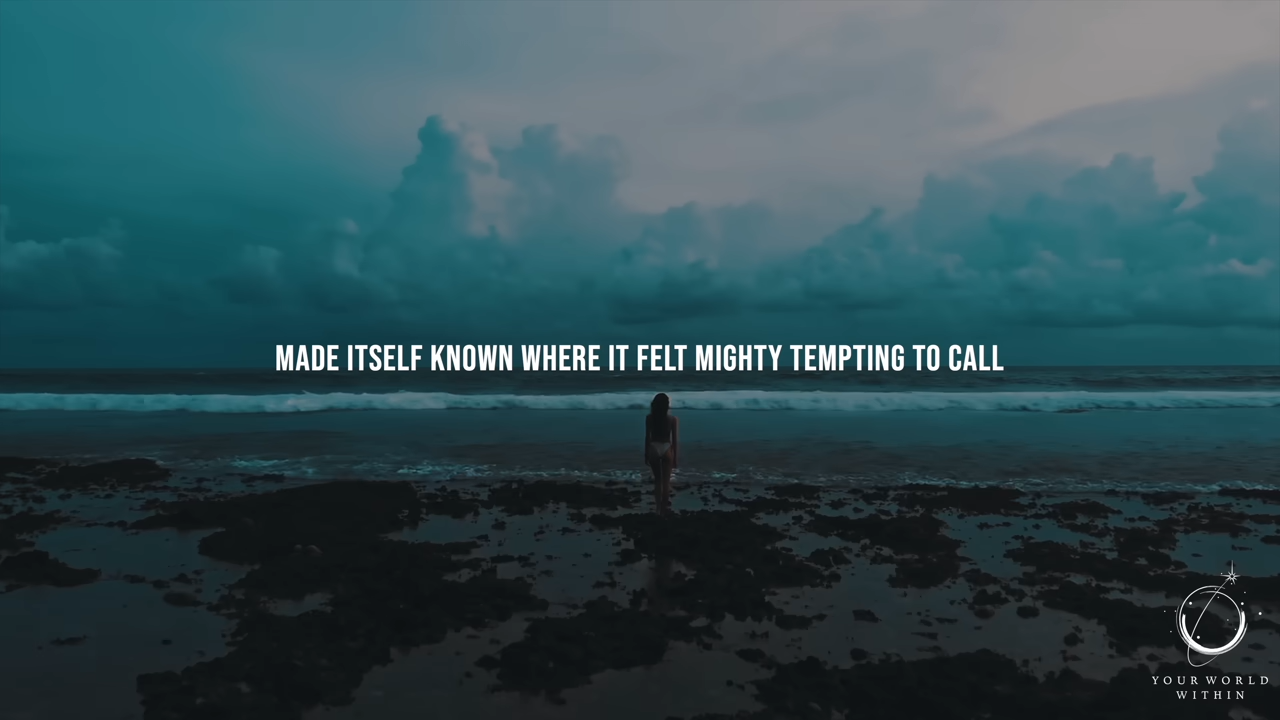 MADE ITSELF KNOWN WHERE IT FELT MIGHTY TEMPTING TO CALL
YOUR WORLD
WITHIN